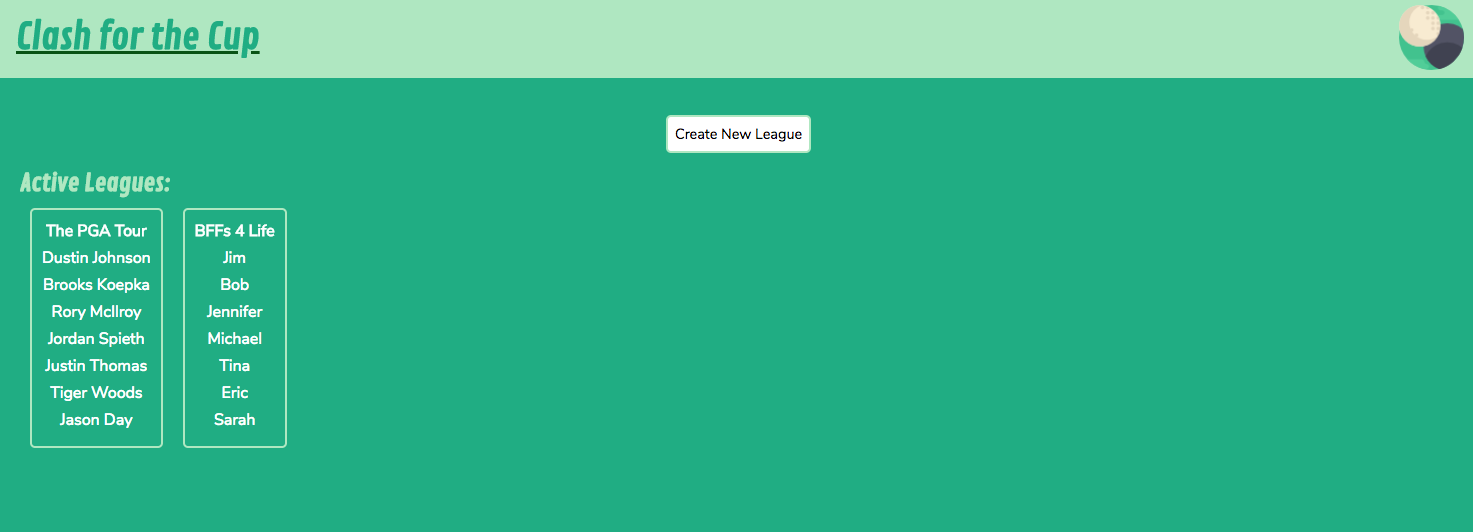 Clash for the Cup
Create New League
Active Leagues:
The PGA Tour
Dustin Johnson
Brooks Koepka
Rory McIlroy
Jordan Spieth
Justin Thomas
Tiger Woods
Jason Day
BFFs 4 Life
Jim
Bob
Jennifer
Michael
Tina
Eric
Sarah